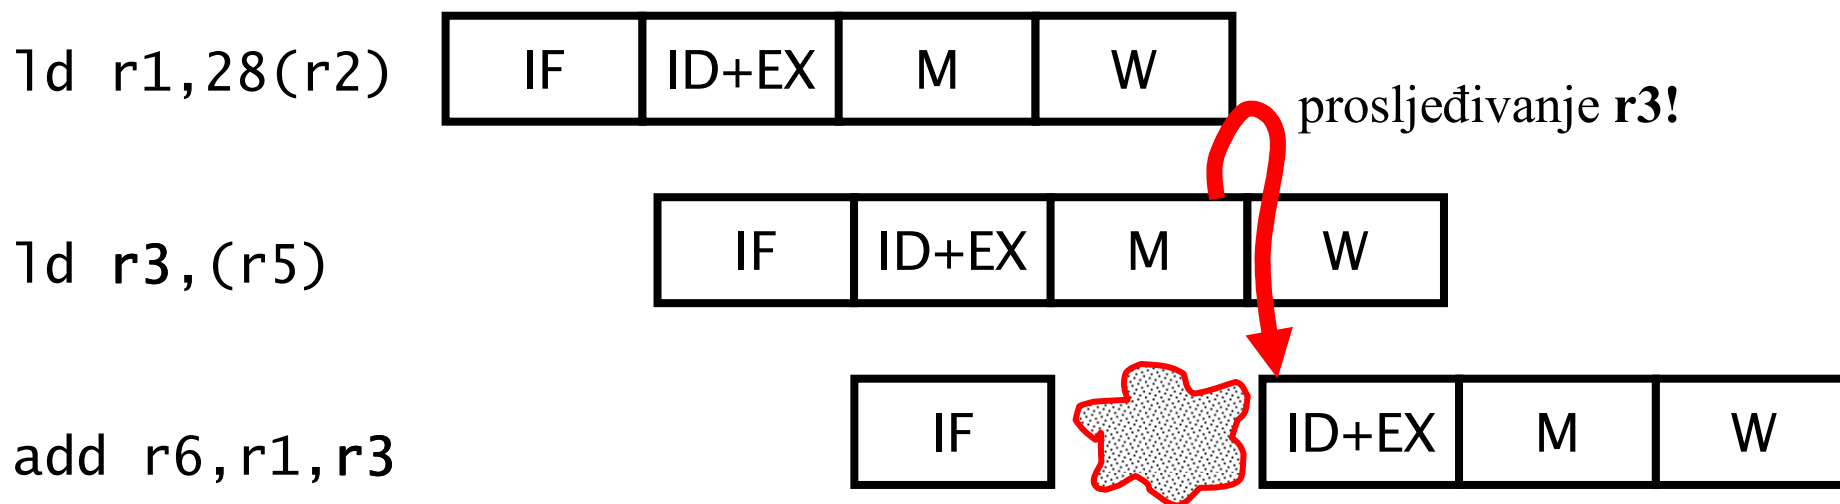 ld r1,28(r2) IF ID+EX M W
prosljeđivanje r3!
ld r3,(r5) IF ID+EX M W
add r6,r1,r3 IF ID+EX M W